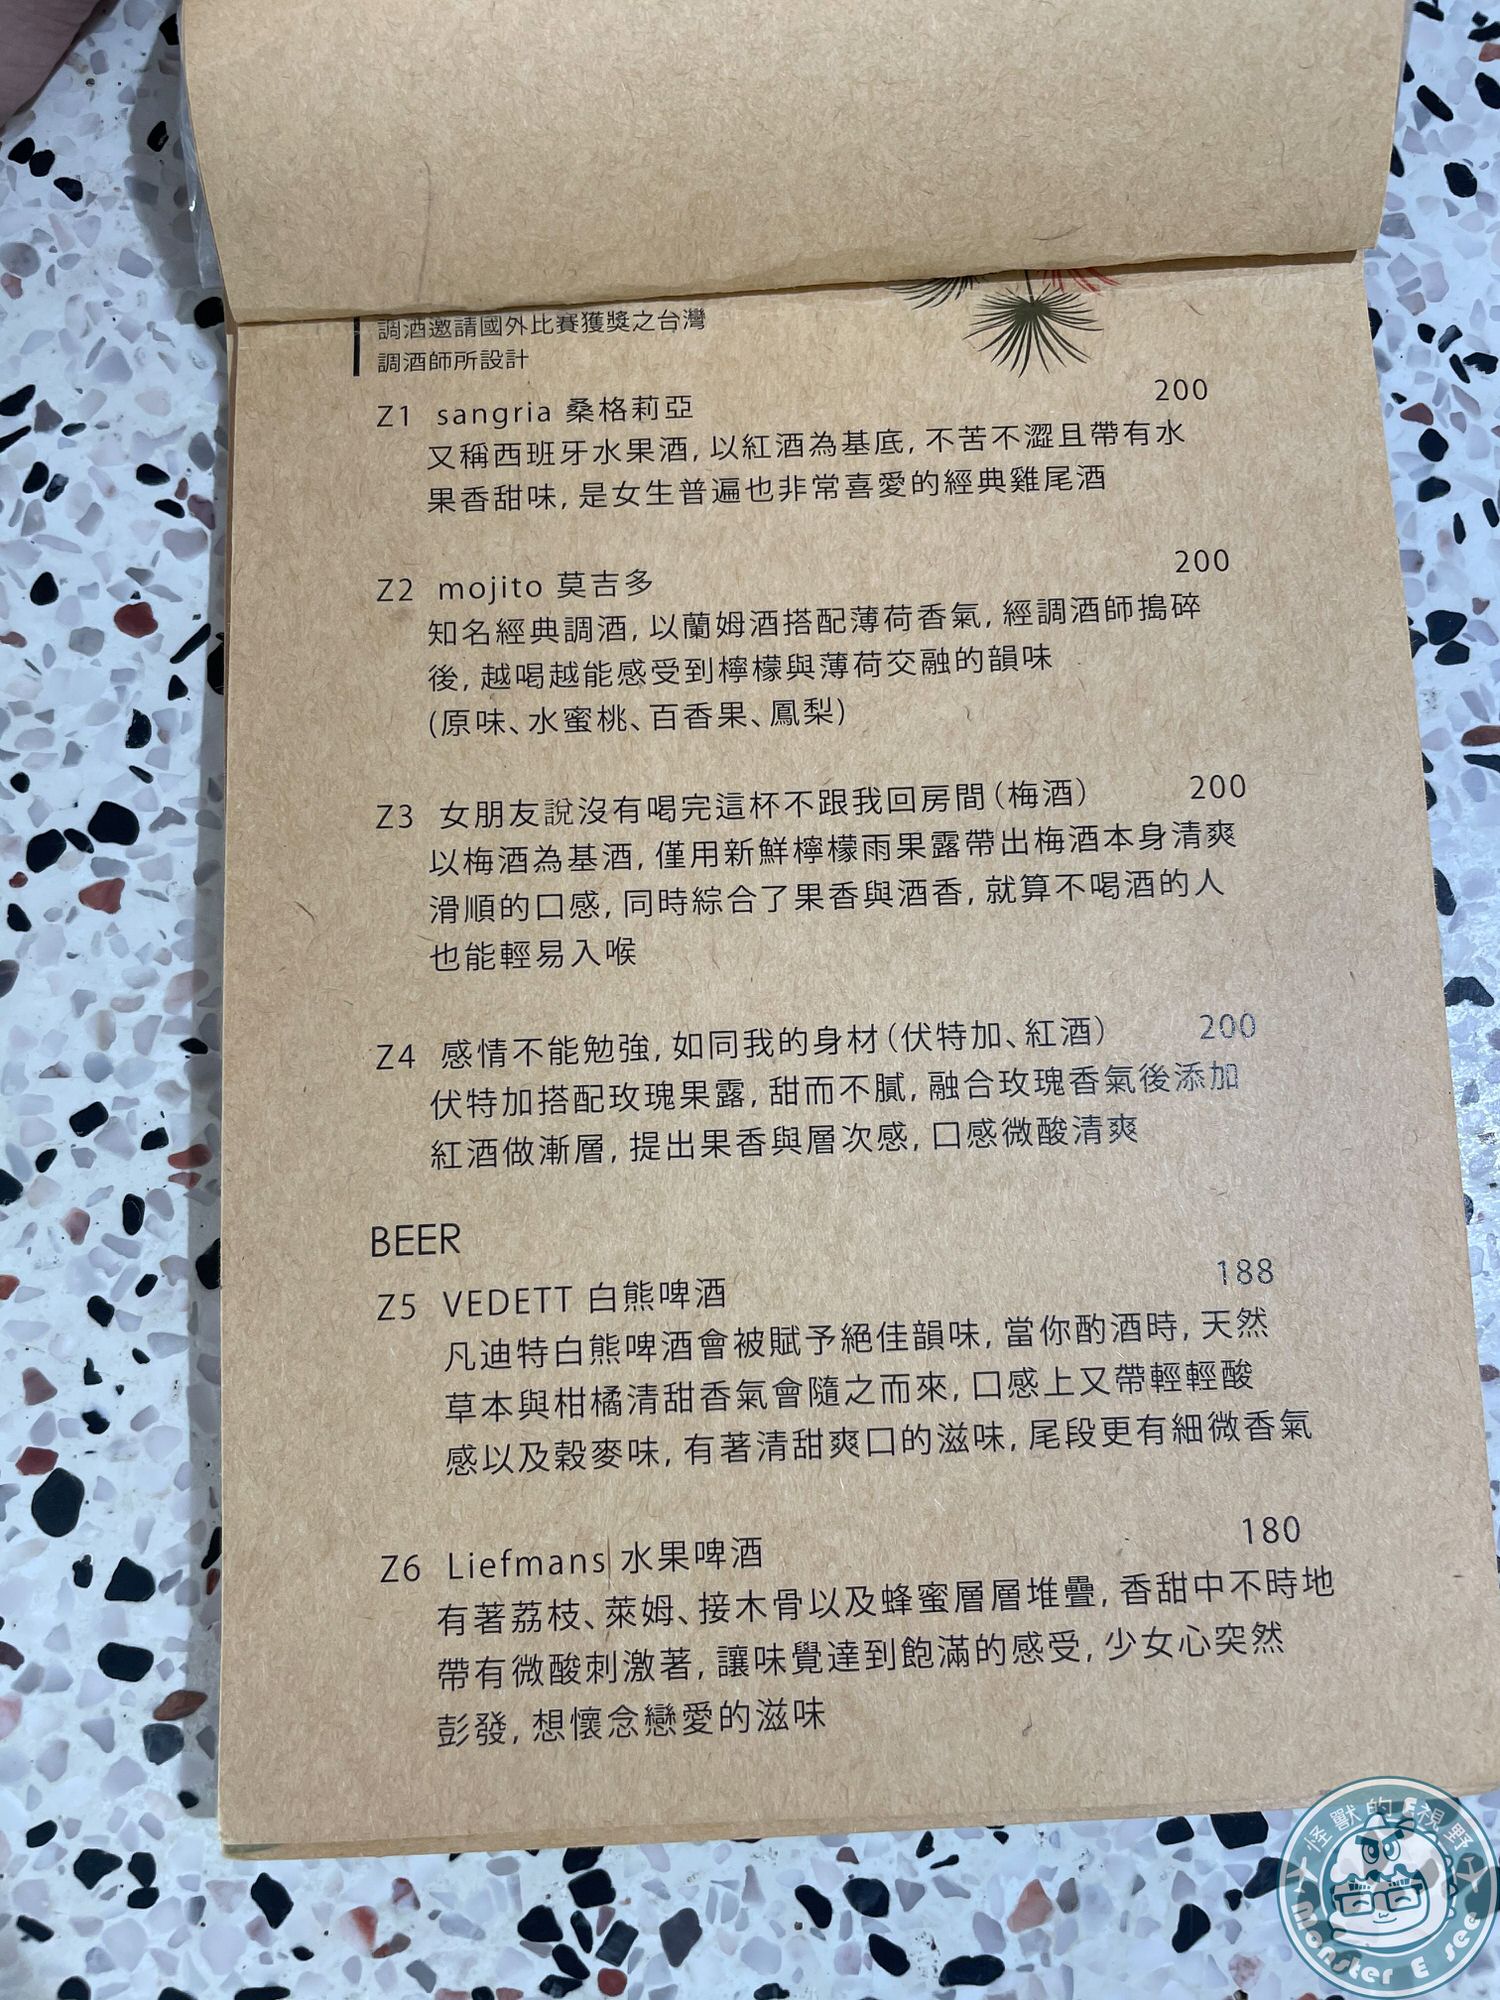 調酒邀請國外比賽獲獎之台灣
調酒師所設計
Z1 sangria 桑格莉亞 200
又稱西班牙水果酒, 以紅酒為基底, 不苦不澀且帶有水
果香甜味, 是女生普遍也非常喜愛的經典雞尾酒
Z2 mojito 莫吉多 200
知名經典調酒, 以蘭姆酒搭配薄荷香氣, 經調酒師搗碎
後, 越喝越能感受到檸檬與薄荷交融的韻味
(原味、水蜜桃、百香果、鳳梨)
Z3 女朋友說沒有喝完這杯不跟我回房間(梅酒) 200
以梅酒為基酒, 僅用新鮮檸檬雨果露帶出梅酒本身清爽
滑順的口感, 同時綜合了果香與酒香, 就算不喝酒的人
也能輕易入喉
Z4 感情不能勉強, 如同我的身材(伏特加、紅酒) 200
伏特加搭配玫瑰果露, 甜而不膩, 融合玫瑰香氣後添加
紅酒做漸層, 提出果香與層次感, 口感微酸清爽
BEER
Z5 VEDETT 白熊啤酒 188
凡迪特白熊啤酒會被賦予絕佳韻味, 當你酌酒時, 天然
草本與柑橘清甜香氣會隨之而來, 口感上又帶輕輕酸
感以及穀麥味, 有著清甜爽口的滋味, 尾段更有細微香氣
Z6 Liefmans 水果啤酒 180
有著荔枝、萊姆、接木骨以及蜂蜜層層堆疊, 香甜中不時地
帶有微酸刺激著, 讓味覺達到飽滿的感受, 少女心突然
彭發, 想懷念戀愛的滋味
怪獸的E視野
Monster E see